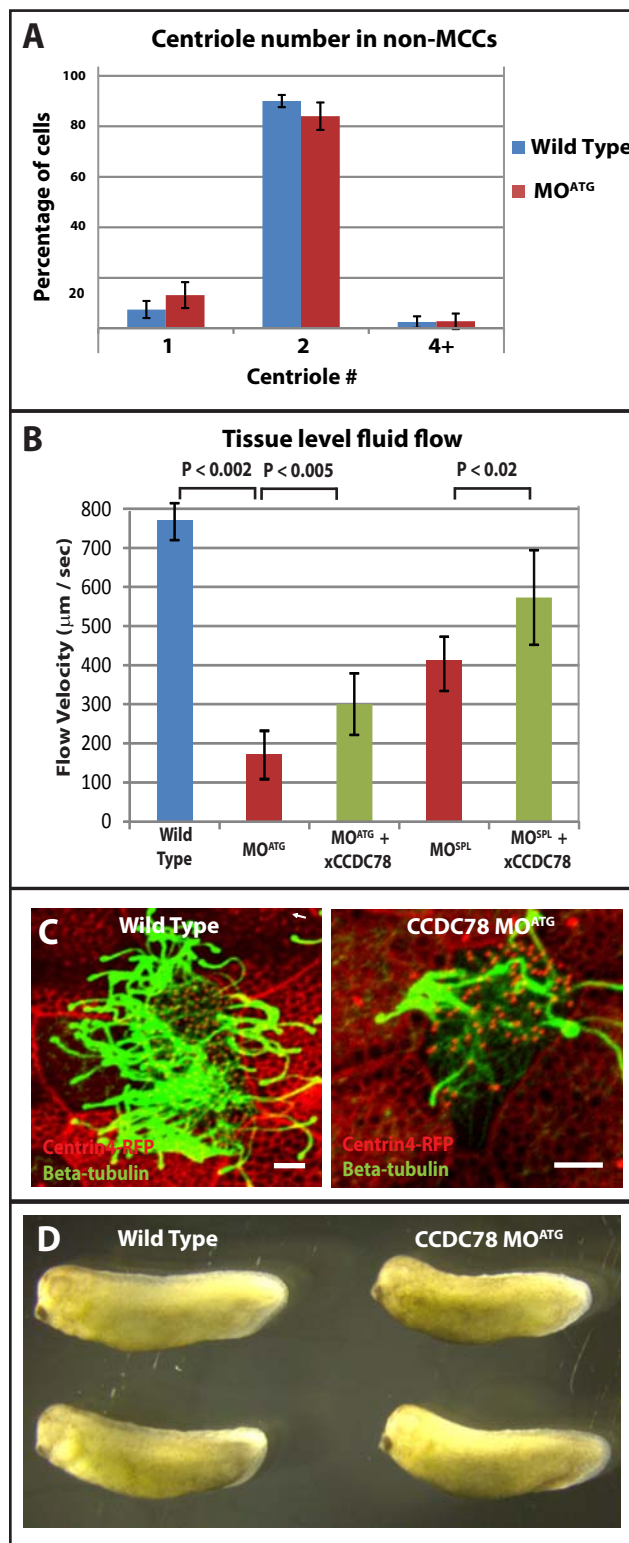 A
Centriole number in non-MCCs
Percentage of cells
100
80
60
40
20
1
2
4+
Centriole #
Wild Type
MO^ATG
B
Tissue level fluid flow
P < 0.002
P < 0.005
P < 0.02
Flow Velocity (μm / sec)
800
700
600
500
400
300
200
100
0
Wild
Type
MO^ATG
MO^ATG +
xCCDC78
MO^SPL
MO^SPL +
xCCDC78
C
Wild Type
Centrin4-RFP
Beta-tubulin
CCDC78 MO^ATG
Centrin4-RFP
Beta-tubulin
D
Wild Type
CCDC78 MO^ATG